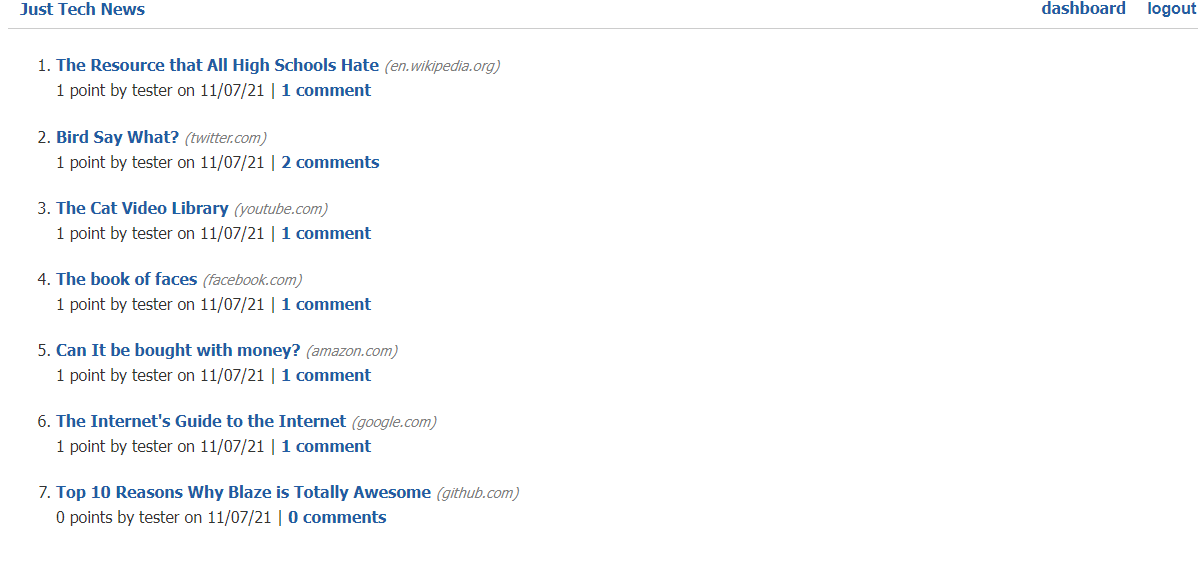 Just Tech News dashboard logout
1. The Resource that All High Schools Hate (en.wikipedia.org)
1 point by tester on 11/07/21 | 1 comment
2. Bird Say What? (twitter.com)
1 point by tester on 11/07/21 | 2 comments
3. The Cat Video Library (youtube.com)
1 point by tester on 11/07/21 | 1 comment
4. The book of faces (facebook.com)
1 point by tester on 11/07/21 | 1 comment
5. Can It be bought with money? (amazon.com)
1 point by tester on 11/07/21 | 1 comment
6. The Internet's Guide to the Internet (google.com)
1 point by tester on 11/07/21 | 1 comment
7. Top 10 Reasons Why Blaze is Totally Awesome (github.com)
0 points by tester on 11/07/21 | 0 comments